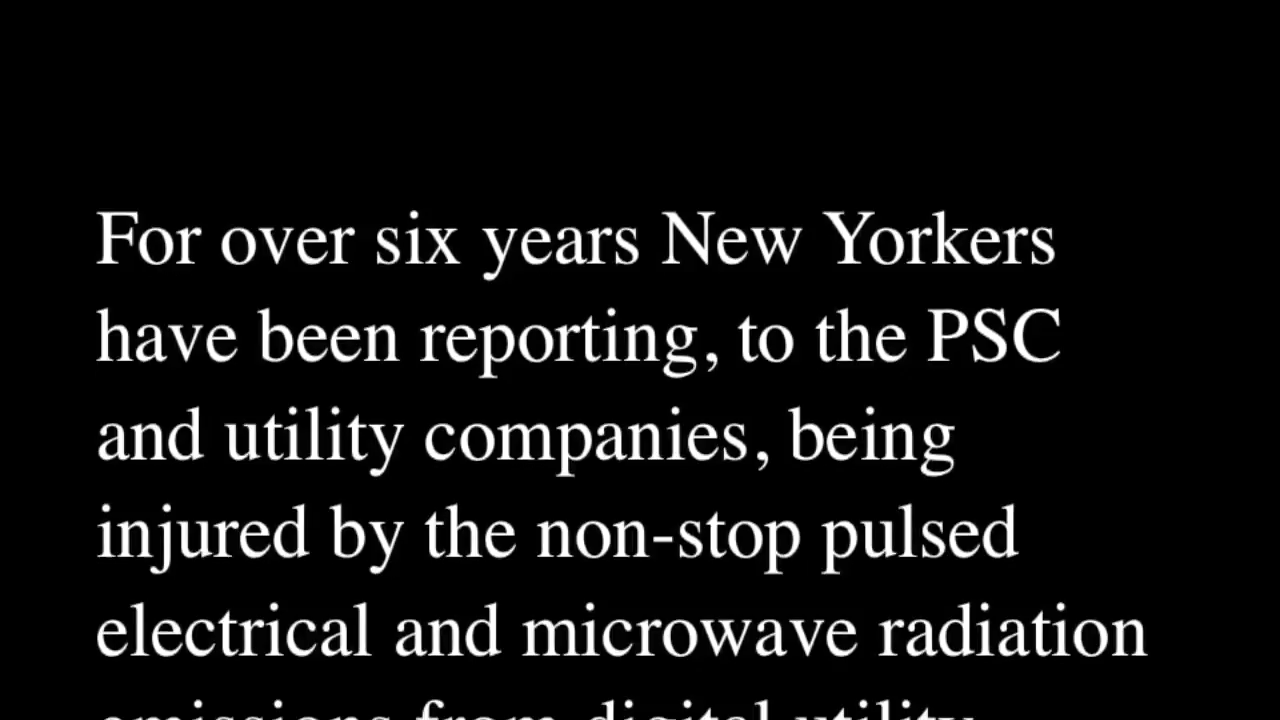 For over six years New Yorkers
have been reporting, to the PSC
and utility companies, being
injured by the non-stop pulsed
electrical and microwave radiation
emissions from digital utility